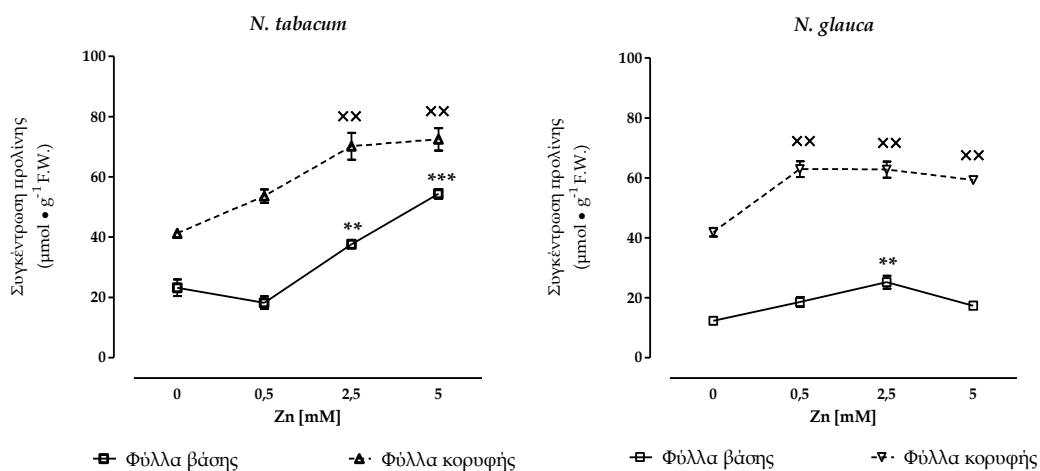 N. tabacum
Συγκέντρωση προλίνης
(μmol • g⁻¹ F.W.)
100
80
60
40
20
0
××
××
**
***
0
0,5
2,5
5
Zn [mM]
Φύλλα βάσης
Φύλλα κορυφής
N. glauca
Συγκέντρωση προλίνης
(μmol • g⁻¹ F.W.)
100
80
60
40
20
0
××
××
××
**
0
0,5
2,5
5
Zn [mM]
Φύλλα βάσης
Φύλλα κορυφής